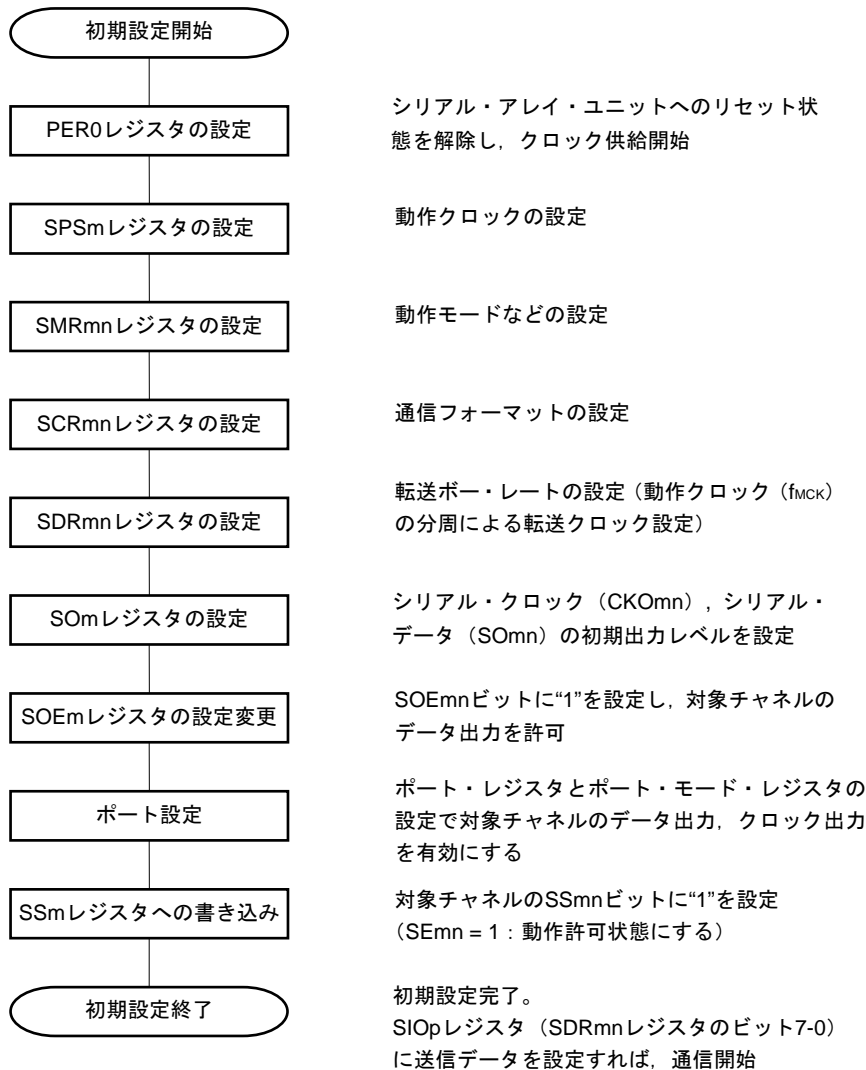 初期設定開始
PER0レジスタの設定
シリアル・アレイ・ユニットへのリセット状
態を解除し，クロック供給開始
SPSmレジスタの設定
動作クロックの設定
SMRmnレジスタの設定
動作モードなどの設定
SCRmnレジスタの設定
通信フォーマットの設定
SDRmnレジスタの設定
転送ボー・レートの設定（動作クロック（fMCK）
の分周による転送クロック設定）
SOmレジスタの設定
シリアル・クロック（CKOmn），シリアル・
データ（SOmn）の初期出力レベルを設定
SOEmレジスタの設定変更
SOEmnビットに“1”を設定し，対象チャネルの
データ出力を許可
ポート設定
ポート・レジスタとポート・モード・レジスタの
設定で対象チャネルのデータ出力，クロック出力
を有効にする
SSmレジスタへの書き込み
対象チャネルのSSmnビットに“1”を設定
（SEmn = 1：動作許可状態にする）
初期設定終了
初期設定完了。
SIOpレジスタ（SDRmnレジスタのビット7-0）
に送信データを設定すれば，通信開始